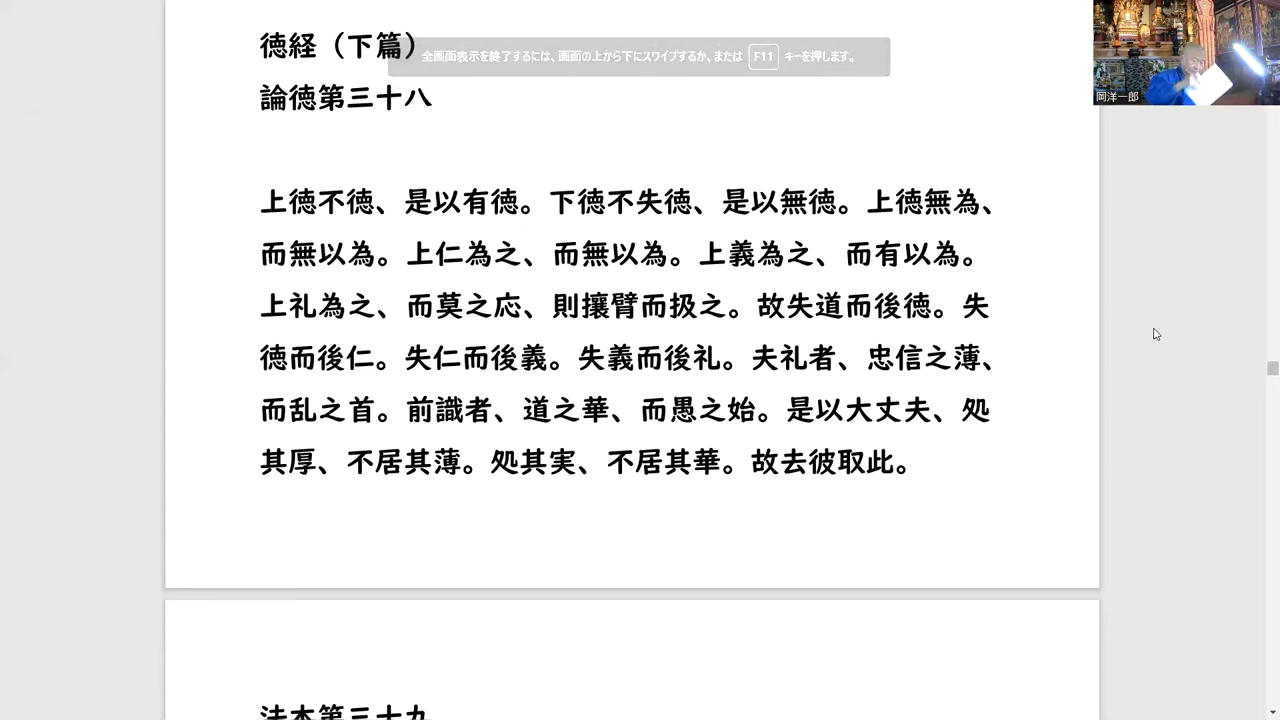 徳経（下篇）
全画面表示を終了するには、画面の上から下にスワイプするか、または F11 キーを押します。
岡洋一郎
論徳第三十八
上徳不徳、是以有徳。下徳不失徳、是以無徳。上徳無為、
而無以為。上仁為之、而無以為。上義為之、而有以為。
上礼為之、而莫之応、則攘臂而扱之。故失道而後徳。失
徳而後仁。失仁而後義。失義而後礼。夫礼者、忠信之薄、
而乱之首。前識者、道之華、而愚之始。是以大丈夫、処
其厚、不居其薄。処其実、不居其華。故去彼取此。
法本第三十九